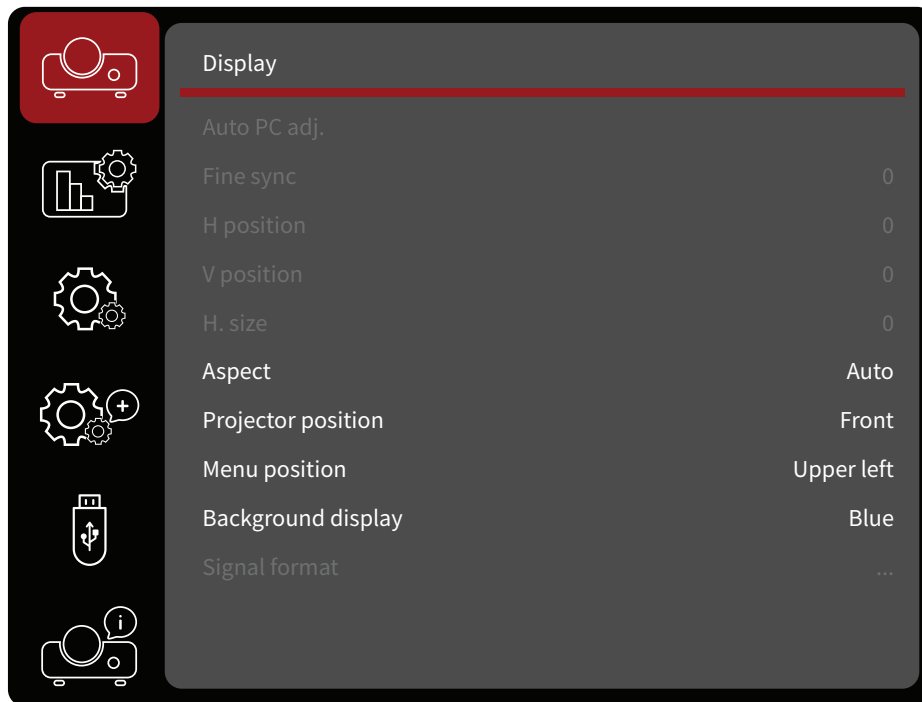 Display
Auto PC adj.
Fine sync 0
H position 0
V position 0
H. size 0
Aspect Auto
Projector position Front
Menu position Upper left
Background display Blue
Signal format ...
i